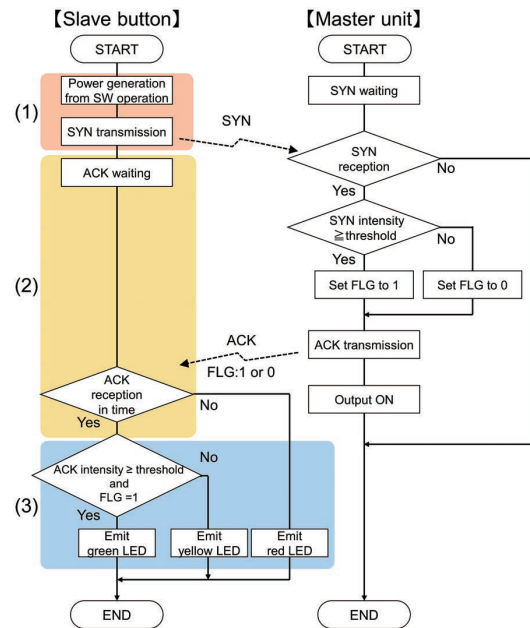 【Slave button】
START
(1)
Power generation
from SW operation
SYN transmission
SYN
ACK waiting
(2)
ACK
FLG:1 or 0
ACK
reception
in time
No
Yes
(3)
ACK intensity ≥ threshold
and
FLG =1
No
Yes
Emit
green LED
Emit
yellow LED
Emit
red LED
END
【Master unit】
START
SYN waiting
SYN
reception
No
Yes
SYN intensity
≧threshold
No
Yes
Set FLG to 1
Set FLG to 0
ACK transmission
Output ON
END